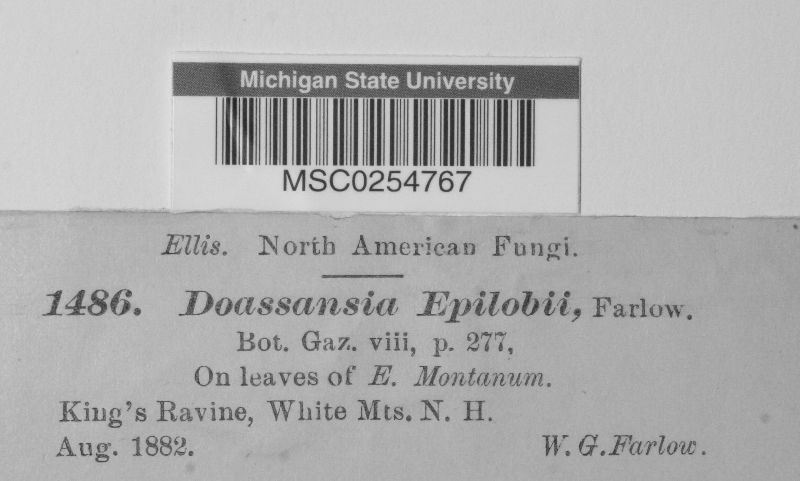 Michigan State University
MSC0254767
Ellis. North American Fungi.
1486. Doassansia Epilobii, Farlow.
Bot. Gaz. viii, p. 277,
On leaves of E. Montanum.
King's Ravine, White Mts. N. H.
Aug. 1882. W. G. Farlow.